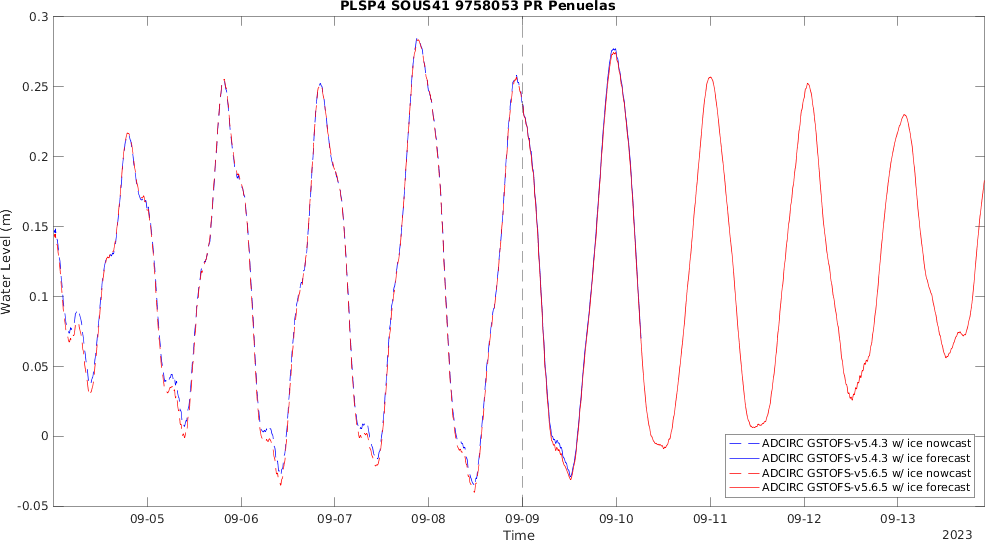 PLSP4 SOUS41 9758053 PR Penuelas
0.3
0.25
0.2
0.15
0.1
0.05
0
-0.05
Water Level (m)
ADCIRC GSTOFS-v5.4.3 w/ ice nowcast
ADCIRC GSTOFS-v5.4.3 w/ ice forecast
ADCIRC GSTOFS-v5.6.5 w/ ice nowcast
ADCIRC GSTOFS-v5.6.5 w/ ice forecast
09-05 09-06 09-07 09-08 09-09 09-10 09-11 09-12 09-13
Time
2023